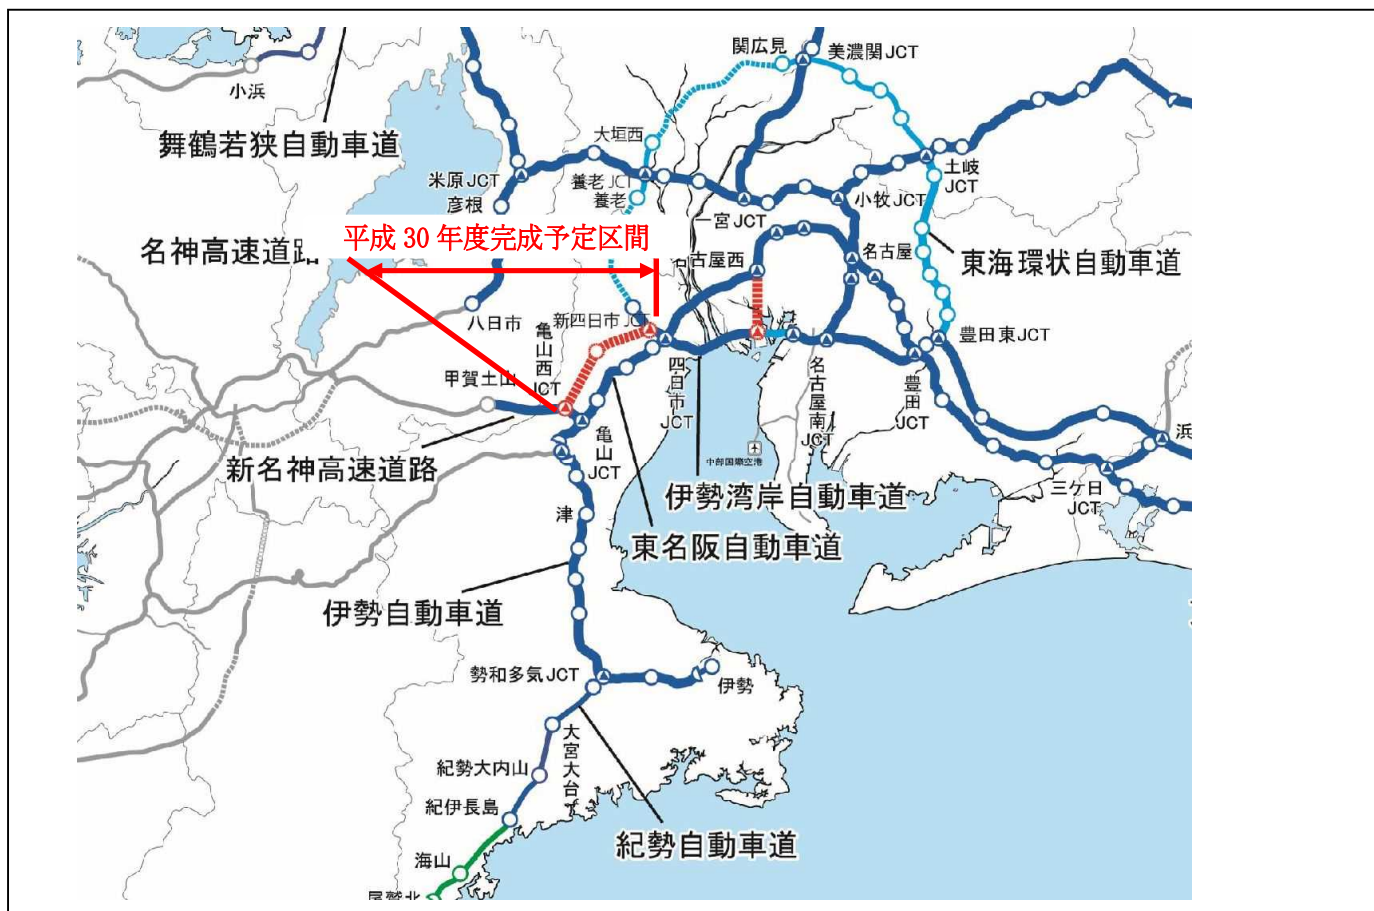 関広見
美濃関JCT
小浜
舞鶴若狭自動車道
大垣西
土岐
JCT
米原JCT
養老JCT
養老
彦根
一宮JCT
小牧JCT
平成 30 年度完成予定区間
名神高速道路
名古屋西
名古屋
東海環状自動車道
八日市
新四日市JCT
豊田東JCT
亀山西JCT
甲賀土山
四日市JCT
名古屋南JCT
豊田JCT
亀山JCT
浜
中部国際空港
新名神高速道路
三ケ日
JCT
伊勢湾岸自動車道
津
東名阪自動車道
伊勢自動車道
勢和多気JCT
伊勢
大宮大台
紀勢大内山
紀伊長島
紀勢自動車道
海山
尾鷲北